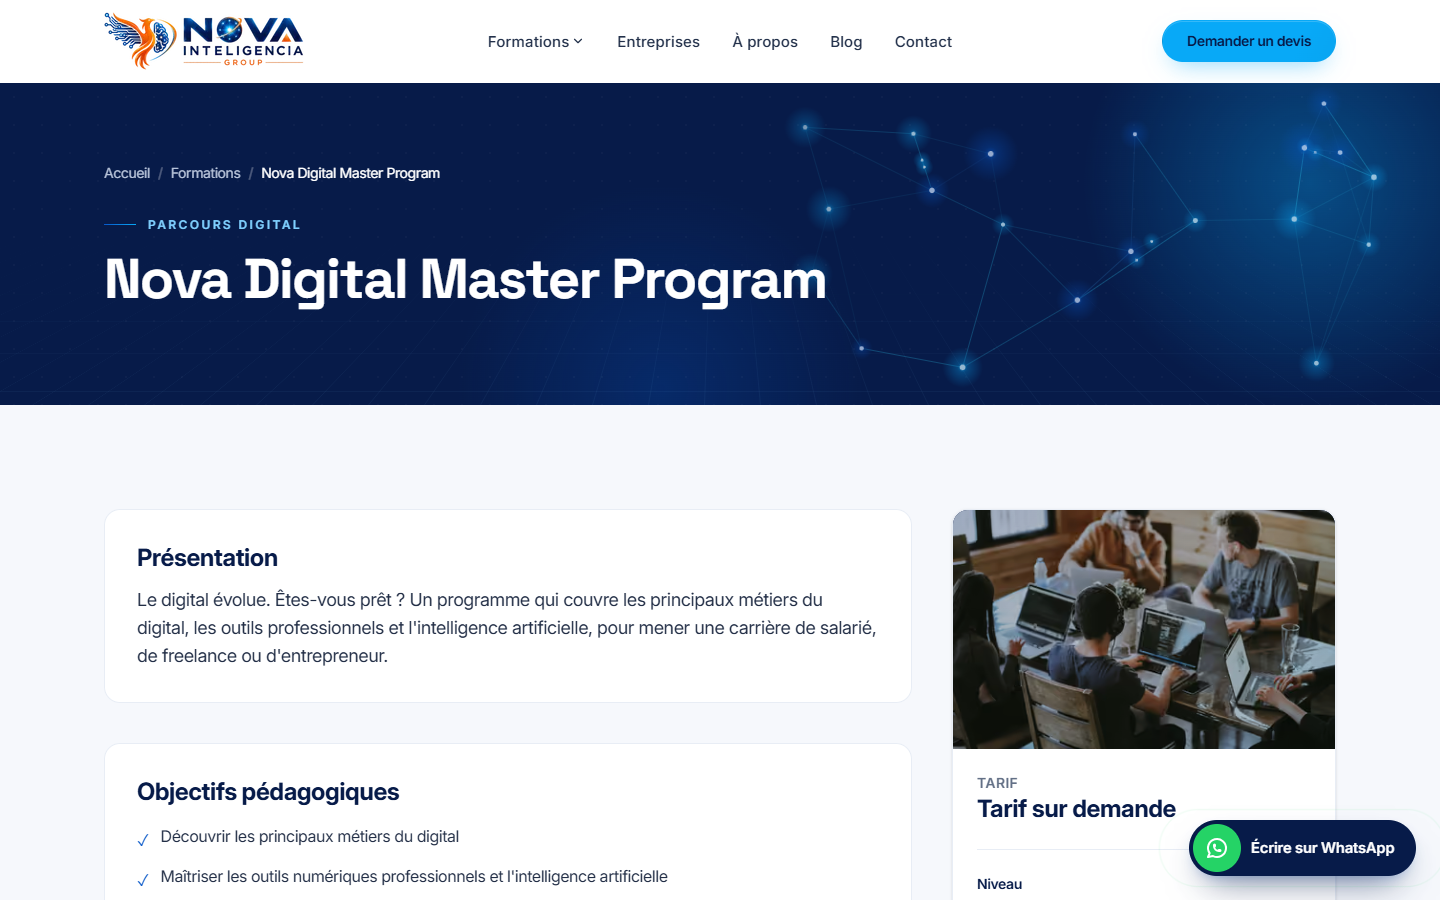 NOVA
INTELIGENCIA
GROUP
Formations
Entreprises
À propos
Blog
Contact
Demander un devis
Accueil / Formations / Nova Digital Master Program
PARCOURS DIGITAL
Nova Digital Master Program
Présentation
Le digital évolue. Êtes-vous prêt ? Un programme qui couvre les principaux métiers du
digital, les outils professionnels et l'intelligence artificielle, pour mener une carrière de salarié,
de freelance ou d'entrepreneur.
Objectifs pédagogiques
Découvrir les principaux métiers du digital
Maîtriser les outils numériques professionnels et l'intelligence artificielle
TARIF
Tarif sur demande
Niveau
Écrire sur WhatsApp